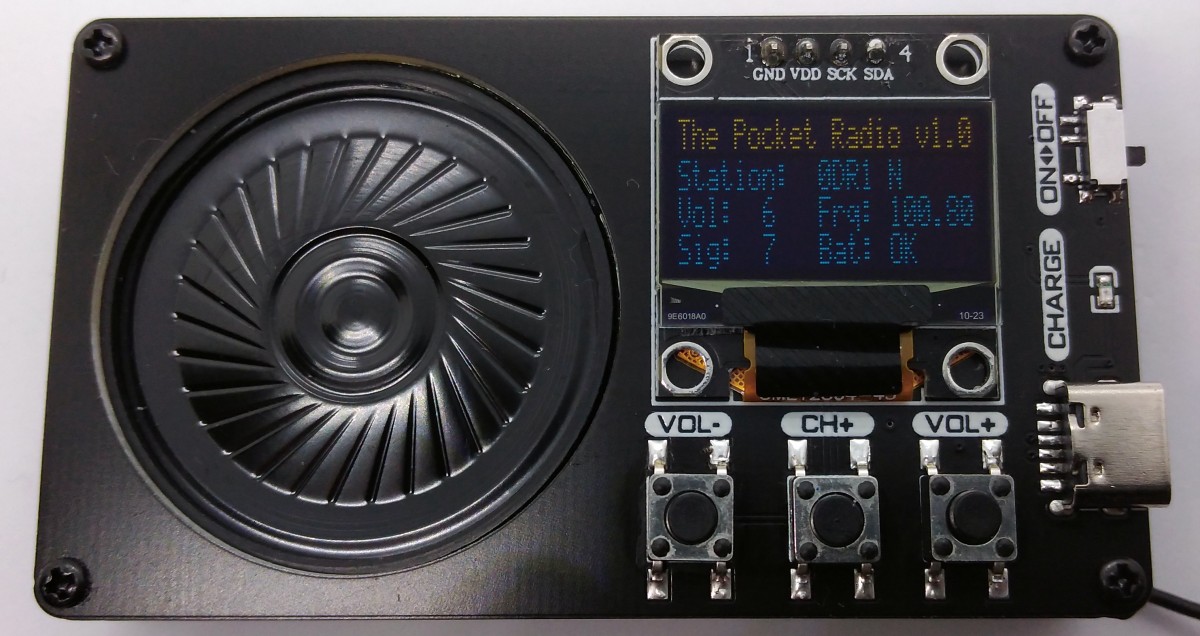 1 4
GND VDD SCK SDA
The Pocket Radio v1.0
Station: ODR1 N
Vol: 6 Frq: 100.80
Sig: 7 Bat: OK
9E6018A0 10-23
ON◀▶OFF
CHARGE
VOL- CH+ VOL+